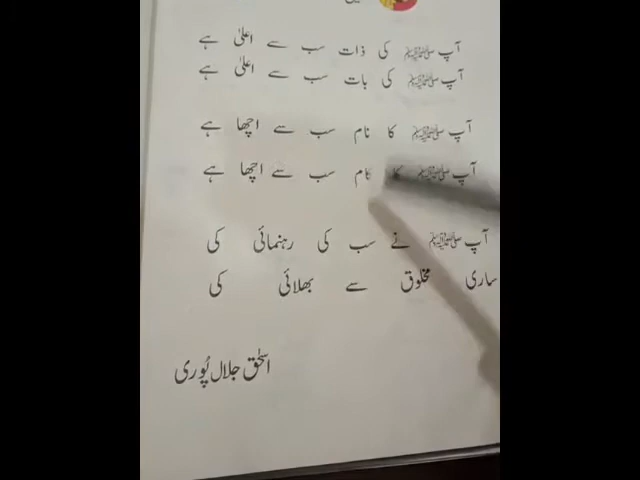 آپ ﷺ کی ذات سب سے اعلیٰ ہے
آپ ﷺ کی بات سب سے اعلیٰ ہے
آپ ﷺ کا نام سب سے اچھا ہے
آپ ﷺ کا کام سب سے اچھا ہے
آپ ﷺ نے سب کی رہنمائی کی
ساری مخلوق سے بھلائی کی
اسحٰق جلال پُوری